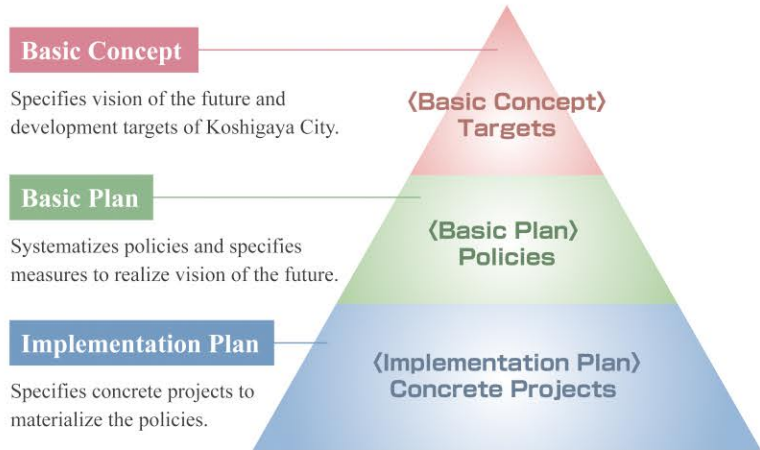 Basic Concept
Specifies vision of the future and
development targets of Koshigaya City.
〈Basic Concept〉
Targets
Basic Plan
Systematizes policies and specifies
measures to realize vision of the future.
〈Basic Plan〉
Policies
Implementation Plan
Specifies concrete projects to
materialize the policies.
〈Implementation Plan〉
Concrete Projects